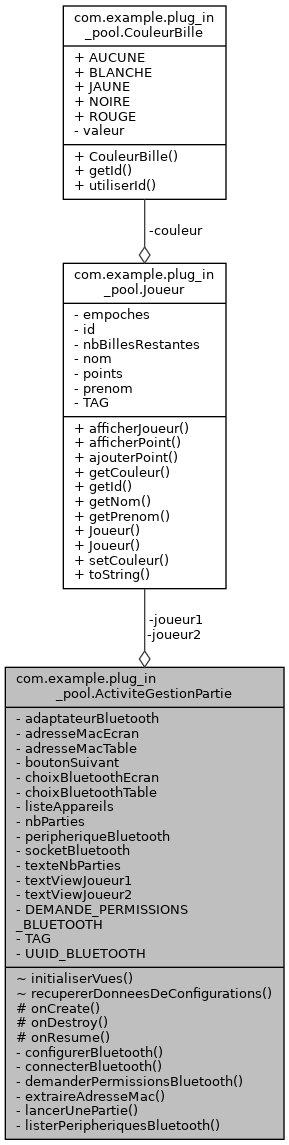 com.example.plug_in
_pool.CouleurBille
+ AUCUNE
+ BLANCHE
+ JAUNE
+ NOIRE
+ ROUGE
- valeur
+ CouleurBille()
+ getId()
+ utiliserId()
-couleur
com.example.plug_in
_pool.Joueur
- empoches
- id
- nbBillesRestantes
- nom
- points
- prenom
- TAG
+ afficherJoueur()
+ afficherPoint()
+ ajouterPoint()
+ getCouleur()
+ getId()
+ getNom()
+ getPrenom()
+ Joueur()
+ Joueur()
+ setCouleur()
+ toString()
-joueur1
-joueur2
com.example.plug_in
_pool.ActiviteGestionPartie
- adaptateurBluetooth
- adresseMacEcran
- adresseMacTable
- boutonSuivant
- choixBluetoothEcran
- choixBluetoothTable
- listeAppareils
- nbParties
- peripheriqueBluetooth
- socketBluetooth
- texteNbParties
- textViewJoueur1
- textViewJoueur2
- DEMANDE_PERMISSIONS
_BLUETOOTH
- TAG
- UUID_BLUETOOTH
~ initialiserVues()
~ recupererDonneesDeConfigurations()
# onCreate()
# onDestroy()
# onResume()
- configurerBluetooth()
- connecterBluetooth()
- demanderPermissionsBluetooth()
- extraireAdresseMac()
- lancerUnePartie()
- listerPeripheriquesBluetooth()